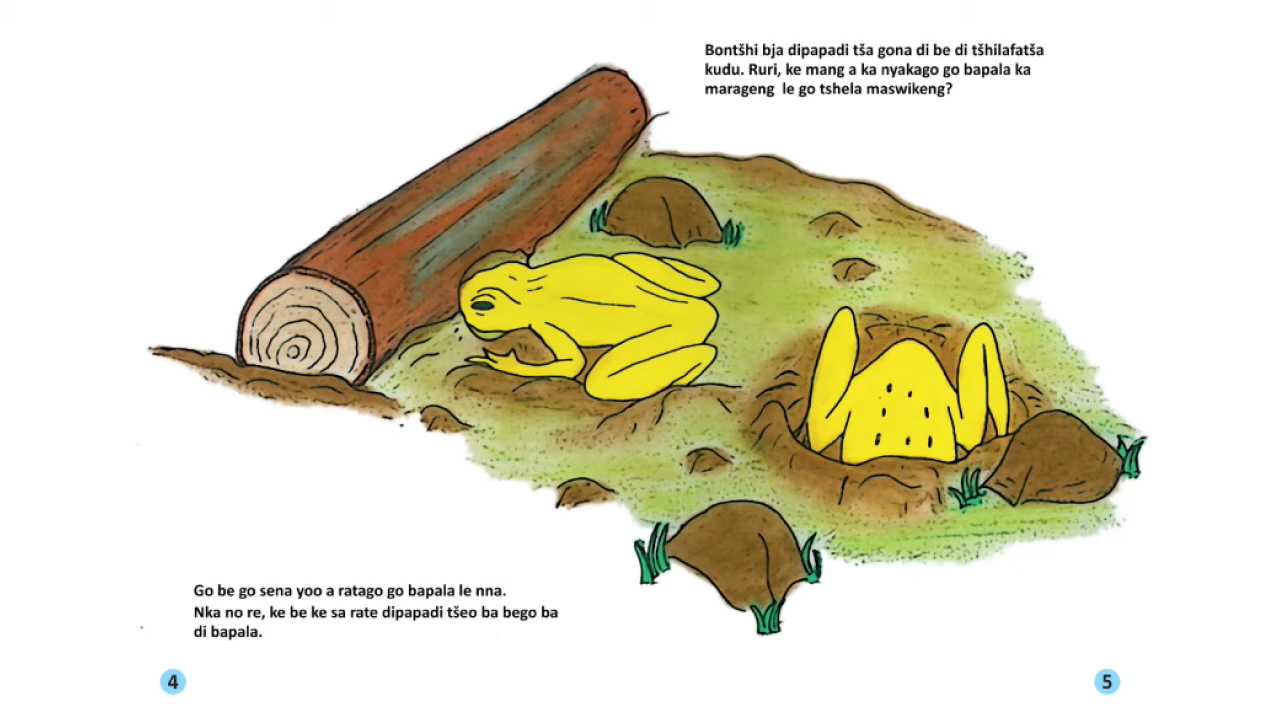 Go be go sena yoo a ratago go bapala le nna.
Nka no re, ke be ke sa rate dipapadi tšeo ba bego ba
di bapala.
4
Bontšhi bja dipapadi tša gona di be di tšhilafatša
kudu. Ruri, ke mang a ka nyakago go bapala ka
marageng le go tshela maswikeng?
5